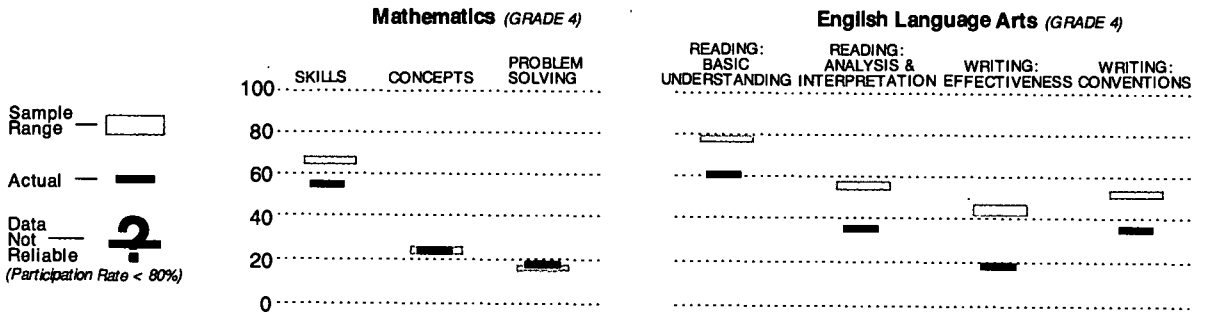 Mathematics (GRADE 4)
SKILLS
CONCEPTS
PROBLEM
SOLVING
English Language Arts (GRADE 4)
READING:
BASIC
UNDERSTANDING
READING:
ANALYSIS &
INTERPRETATION
WRITING:
EFFECTIVENESS
WRITING:
CONVENTIONS
100
80
60
40
20
0
Sample
Range
Actual
Data
Not
Reliable
?
(Participation Rate < 80%)